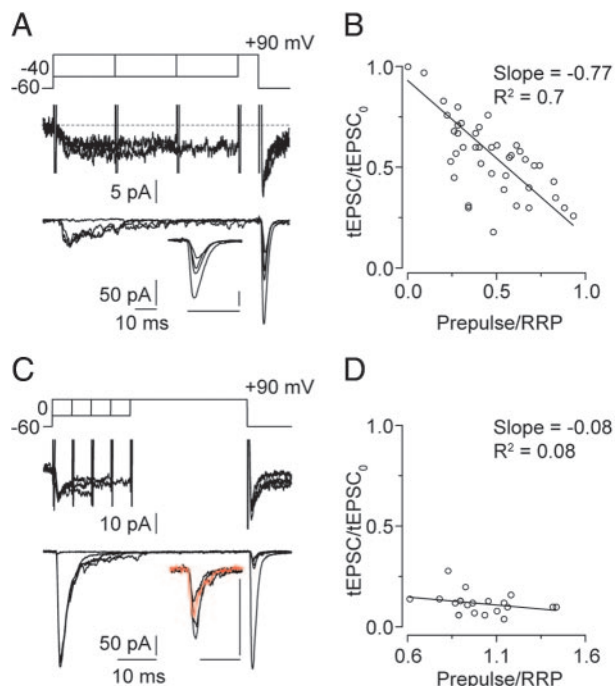 A
+90 mV
-40
-60
5 pA
50 pA
10 ms
B
Slope = -0.77
R² = 0.7
tEPSC/tEPSC₀
1.0
0.5
0.0
0.0 0.5 1.0
Prepulse/RRP
C
+90 mV
0
-60
10 pA
50 pA
10 ms
D
Slope = -0.08
R² = 0.08
tEPSC/tEPSC₀
1.0
0.5
0.0
0.6 1.1 1.6
Prepulse/RRP